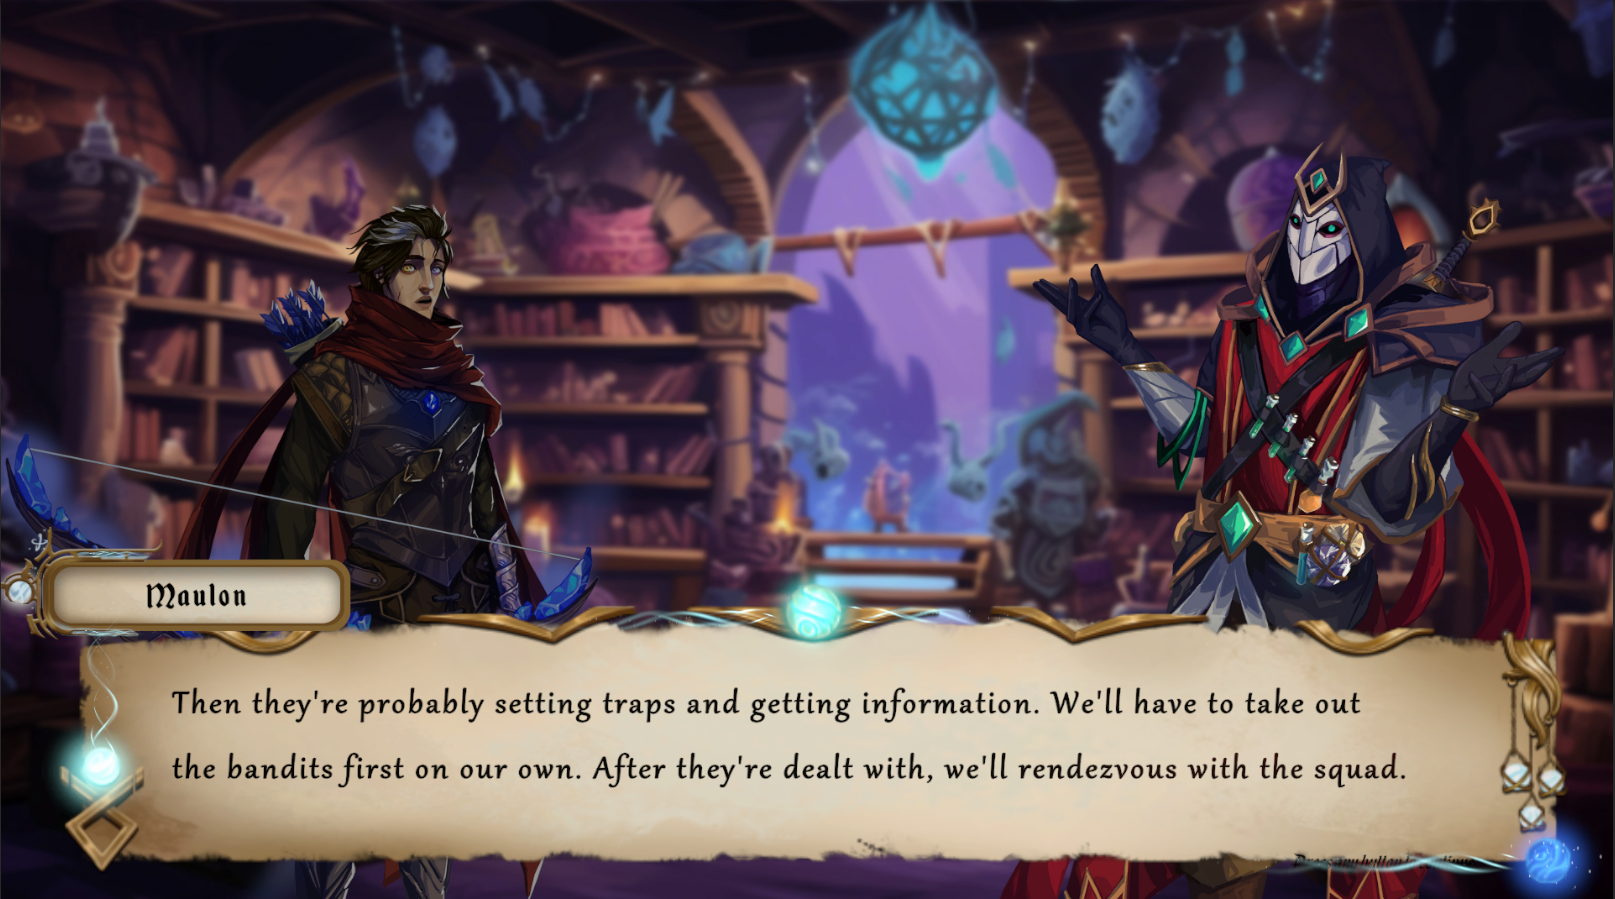 Maulon
Then they're probably setting traps and getting information. We'll have to take out
the bandits first on our own. After they're dealt with, we'll rendezvous with the squad.